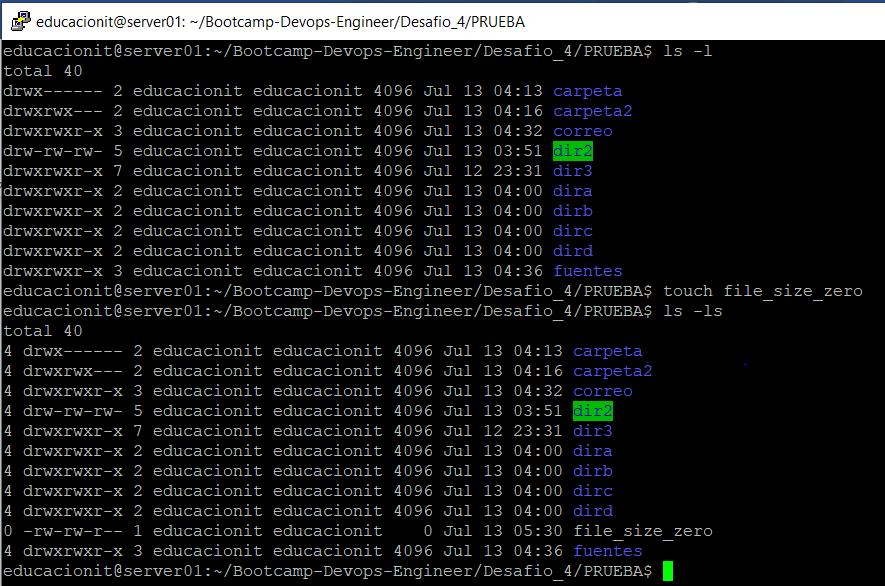 educacionit@server01: ~/Bootcamp-Devops-Engineer/Desafio_4/PRUEBA
educacionit@server01:~/Bootcamp-Devops-Engineer/Desafio_4/PRUEBA$ ls -l
total 40
drwx------ 2 educacionit educacionit 4096 Jul 13 04:13 carpeta
drwxrwx--- 2 educacionit educacionit 4096 Jul 13 04:16 carpeta2
drwxrwxr-x 3 educacionit educacionit 4096 Jul 13 04:32 correo
drw-rw-rw- 5 educacionit educacionit 4096 Jul 13 03:51 dir2
drwxrwxr-x 7 educacionit educacionit 4096 Jul 12 23:31 dir3
drwxrwxr-x 2 educacionit educacionit 4096 Jul 13 04:00 dira
drwxrwxr-x 2 educacionit educacionit 4096 Jul 13 04:00 dirb
drwxrwxr-x 2 educacionit educacionit 4096 Jul 13 04:00 dirc
drwxrwxr-x 2 educacionit educacionit 4096 Jul 13 04:00 dird
drwxrwxr-x 3 educacionit educacionit 4096 Jul 13 04:36 fuentes
educacionit@server01:~/Bootcamp-Devops-Engineer/Desafio_4/PRUEBA$ touch file_size_zero
educacionit@server01:~/Bootcamp-Devops-Engineer/Desafio_4/PRUEBA$ ls -ls
total 40
4 drwx------ 2 educacionit educacionit 4096 Jul 13 04:13 carpeta
4 drwxrwx--- 2 educacionit educacionit 4096 Jul 13 04:16 carpeta2
4 drwxrwxr-x 3 educacionit educacionit 4096 Jul 13 04:32 correo
4 drw-rw-rw- 5 educacionit educacionit 4096 Jul 13 03:51 dir2
4 drwxrwxr-x 7 educacionit educacionit 4096 Jul 12 23:31 dir3
4 drwxrwxr-x 2 educacionit educacionit 4096 Jul 13 04:00 dira
4 drwxrwxr-x 2 educacionit educacionit 4096 Jul 13 04:00 dirb
4 drwxrwxr-x 2 educacionit educacionit 4096 Jul 13 04:00 dirc
4 drwxrwxr-x 2 educacionit educacionit 4096 Jul 13 04:00 dird
0 -rw-rw-r-- 1 educacionit educacionit    0 Jul 13 05:30 file_size_zero
4 drwxrwxr-x 3 educacionit educacionit 4096 Jul 13 04:36 fuentes
educacionit@server01:~/Bootcamp-Devops-Engineer/Desafio_4/PRUEBA$